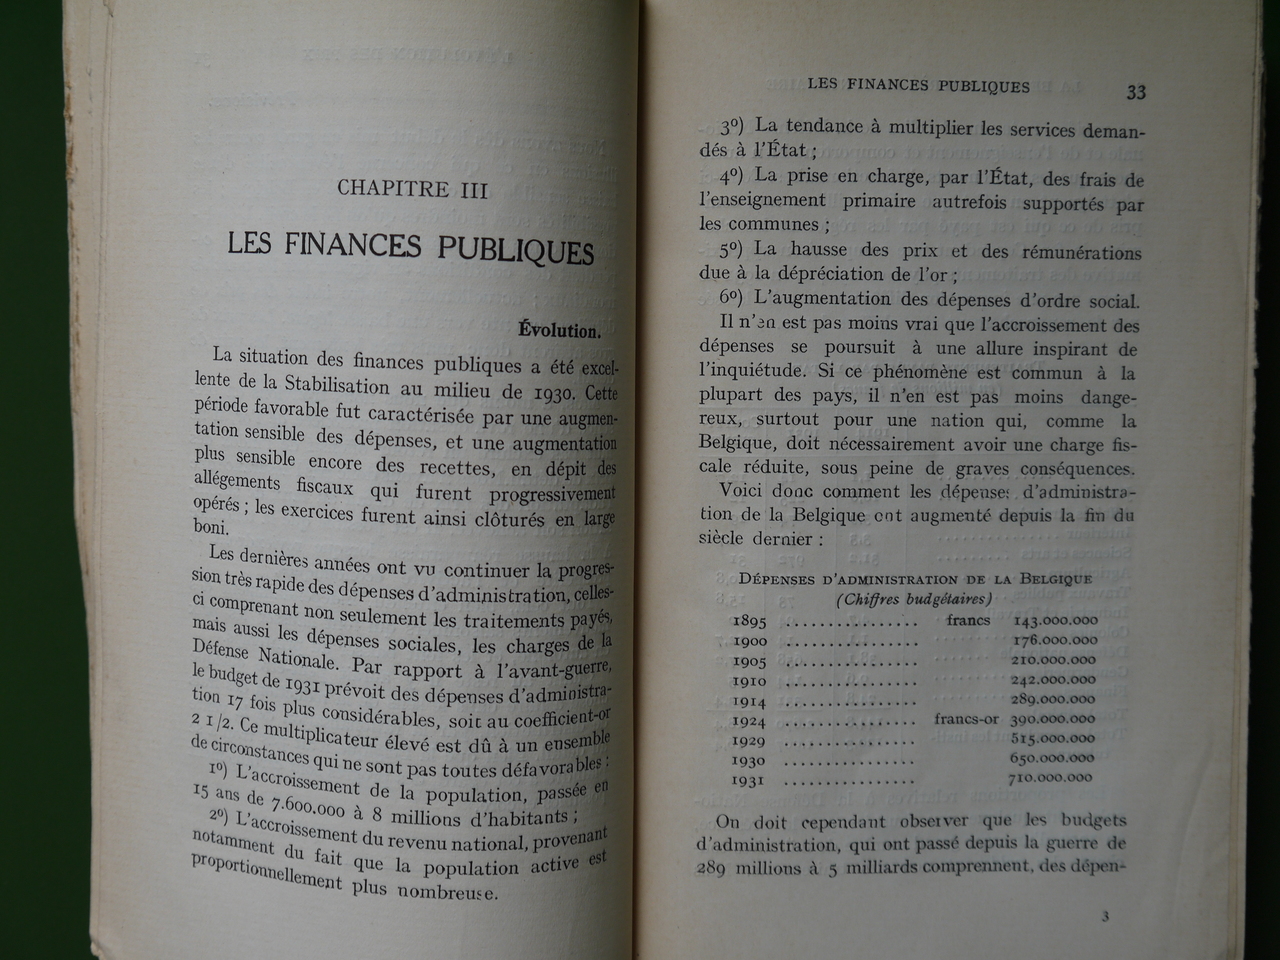 CHAPITRE III
LES FINANCES PUBLIQUES
Évolution.
La situation des finances publiques a été excel-
lente de la Stabilisation au milieu de 1930. Cette
période favorable fut caractérisée par une augmen-
tation sensible des dépenses, et une augmentation
plus sensible encore des recettes, en dépit des
allégements fiscaux qui furent progressivement
opérés ; les exercices furent ainsi clôturés en large
boni.
Les dernières années ont vu continuer la progres-
sion très rapide des dépenses d'administration, celles-
ci comprenant non seulement les traitements payés,
mais aussi les dépenses sociales, les charges de la
Défense Nationale. Par rapport à l'avant-guerre,
le budget de 1931 prévoit des dépenses d'administra-
tion 17 fois plus considérables, soit au coefficient-or
2 1/2. Ce multiplicateur élevé est dû à un ensemble
de circonstances qui ne sont pas toutes défavorables :
1º) L'accroissement de la population, passée en
15 ans de 7.600.000 à 8 millions d'habitants ;
2º) L'accroissement du revenu national, provenant
notamment du fait que la population active est
proportionnellement plus nombreuse.
LES FINANCES PUBLIQUES 33
3º) La tendance à multiplier les services deman-
dés à l'État ;
4º) La prise en charge, par l'État, des frais de
l'enseignement primaire autrefois supportés par
les communes ;
5º) La hausse des prix et des rémunérations
due à la dépréciation de l'or ;
6º) L'augmentation des dépenses d'ordre social.
Il n'en est pas moins vrai que l'accroissement des
dépenses se poursuit à une allure inspirant de
l'inquiétude. Si ce phénomène est commun à la
plupart des pays, il n'en est pas moins dange-
reux, surtout pour une nation qui, comme la
Belgique, doit nécessairement avoir une charge fis-
cale réduite, sous peine de graves conséquences.
Voici donc comment les dépenses d'administra-
tion de la Belgique ont augmenté depuis la fin du
siècle dernier :
DÉPENSES D'ADMINISTRATION DE LA BELGIQUE
(Chiffres budgétaires)
1895 ................ francs 143.000.000
1900 ................ 176.000.000
1905 ................ 210.000.000
1910 ................ 242.000.000
1914 ................ 289.000.000
1924 ................ francs-or 390.000.000
1929 ................ 515.000.000
1930 ................ 650.000.000
1931 ................ 710.000.000
On doit cependant observer que les budgets
d'administration, qui ont passé depuis la guerre de
289 millions à 5 milliards comprennent, des dépen-
3